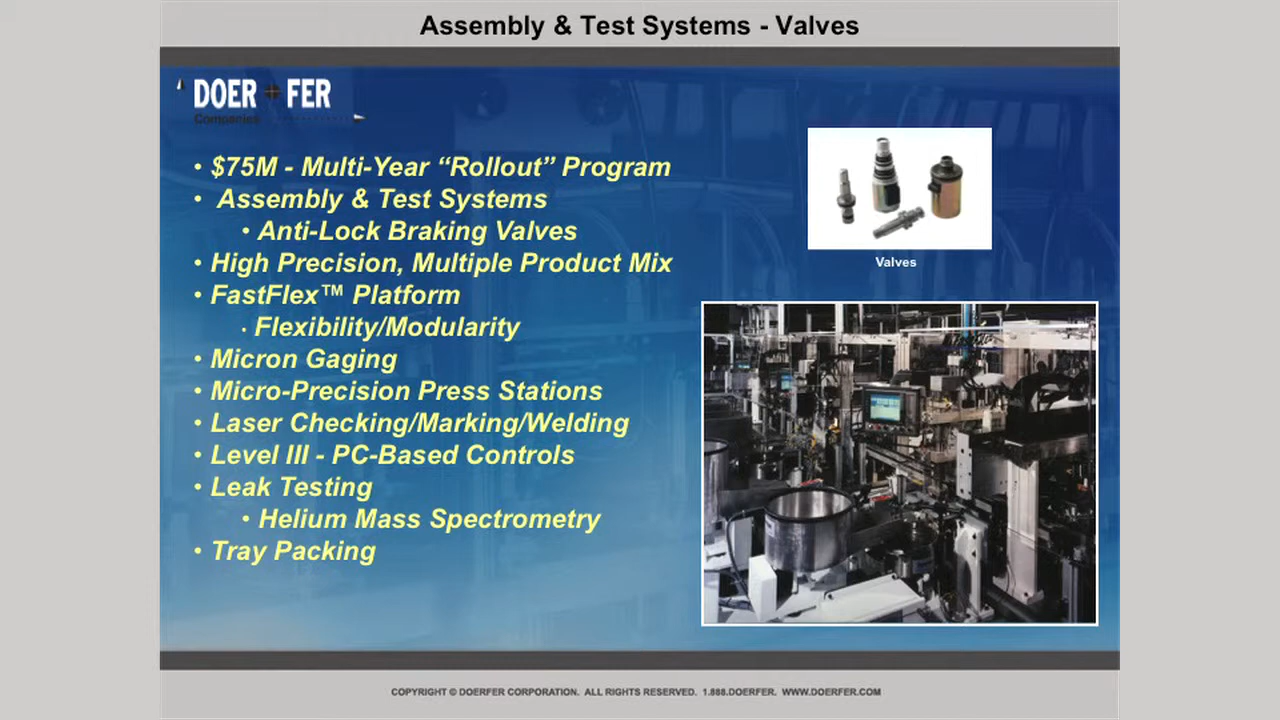 Assembly & Test Systems - Valves
DOER FER
Companies
• $75M - Multi-Year “Rollout” Program
• Assembly & Test Systems
• Anti-Lock Braking Valves
• High Precision, Multiple Product Mix
• FastFlex™ Platform
• Flexibility/Modularity
• Micron Gaging
• Micro-Precision Press Stations
• Laser Checking/Marking/Welding
• Level III - PC-Based Controls
• Leak Testing
• Helium Mass Spectrometry
• Tray Packing
Valves
COPYRIGHT © DOERFER CORPORATION. ALL RIGHTS RESERVED. 1.888.DOERFER. WWW.DOERFER.COM